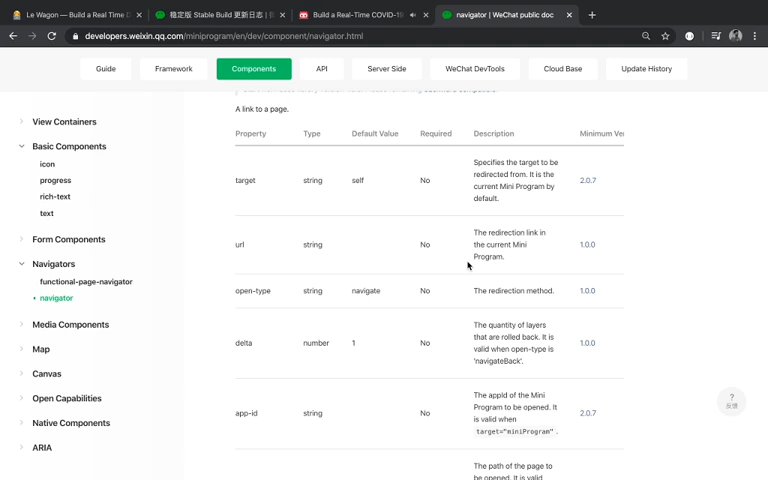 Le Wagon — Build a Real Time D
稳定版 Stable Build 更新日志 |
Build a Real-Time COVID-19
navigator | WeChat public doc
developers.weixin.qq.com/miniprogram/en/dev/component/navigator.html
Guide Framework Components API Server Side WeChat DevTools Cloud Base Update History
A link to a page.
View Containers
Basic Components
icon
progress
rich-text
text
Form Components
Navigators
functional-page-navigator
navigator
Media Components
Map
Canvas
Open Capabilities
Native Components
ARIA
Property Type Default Value Required Description Minimum Ve
target string self No Specifies the target to be
redirected from. It is the
current Mini Program by
default.
2.0.7
url string No The redirection link in
the current Mini
Program.
1.0.0
open-type string navigate No The redirection method. 1.0.0
delta number 1 No The quantity of layers
that are rolled back. It is
valid when open-type is
'navigateBack'.
1.0.0
app-id string No The appId of the Mini
Program to be opened. It
is valid when
target="miniProgram".
2.0.7
The path of the page to
be opened. It is valid
?
反馈